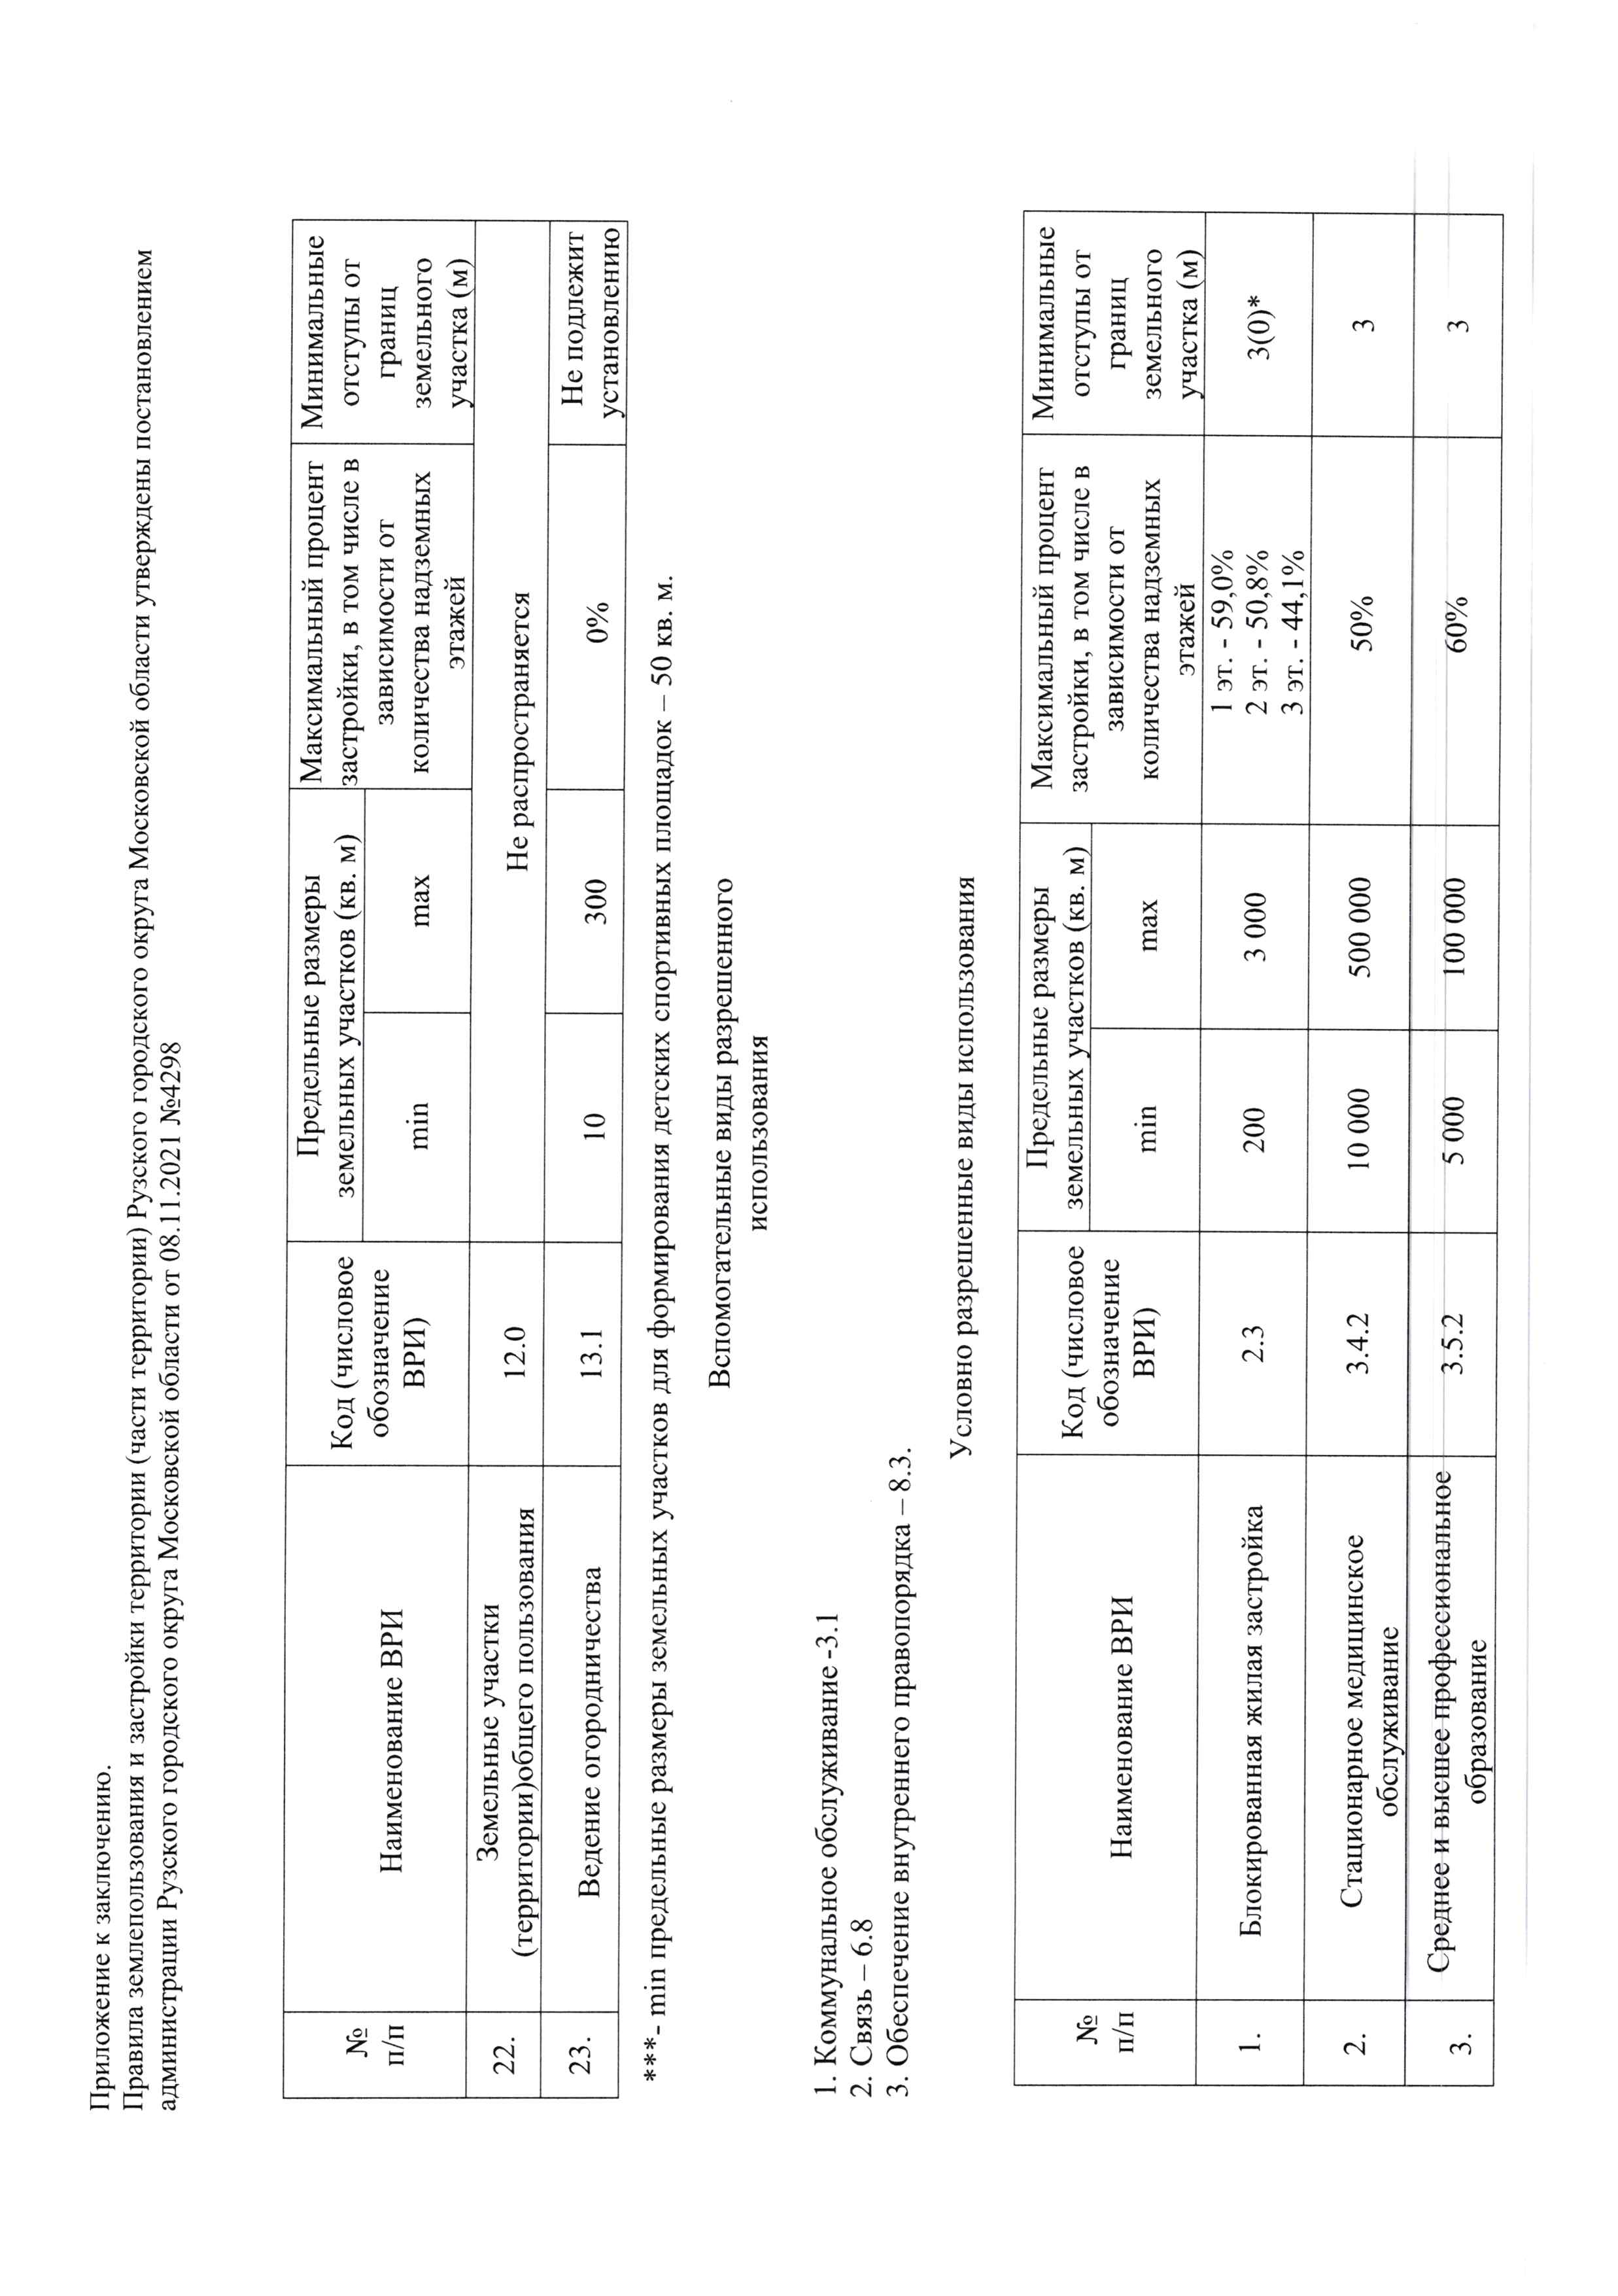 Приложение к заключению.
Правила землепользования и застройки территории (части территории) Рузского городского округа Московской области утверждены постановлением
администрации Рузского городского округа Московской области от 08.11.2021 №4298
№
п/п
Наименование ВРИ
Код (числовое
обозначение
ВРИ)
Предельные размеры
земельных участков (кв. м)
min
max
Максимальный процент
застройки, в том числе в
зависимости от
количества надземных
этажей
Минимальные
отступы от
границ
земельного
участка (м)
22.
Земельные участки
(территории)общего пользования
12.0
Не распространяется
23.
Ведение огородничества
13.1
10
300
0%
Не подлежит
установлению
***- min предельные размеры земельных участков для формирования детских спортивных площадок – 50 кв. м.
Вспомогательные виды разрешенного
использования
1. Коммунальное обслуживание -3.1
2. Связь – 6.8
3. Обеспечение внутреннего правопорядка – 8.3.
Условно разрешенные виды использования
№
п/п
Наименование ВРИ
Код (числовое
обозначение
ВРИ)
Предельные размеры
земельных участков (кв. м)
min
max
Максимальный процент
застройки, в том числе в
зависимости от
количества надземных
этажей
Минимальные
отступы от
границ
земельного
участка (м)
1.
Блокированная жилая застройка
2.3
200
3 000
1 эт. - 59,0%
2 эт. - 50,8%
3 эт. - 44,1%
3(0)*
2.
Стационарное медицинское
обслуживание
3.4.2
10 000
500 000
50%
3
3.
Среднее и высшее профессиональное
образование
3.5.2
5 000
100 000
60%
3